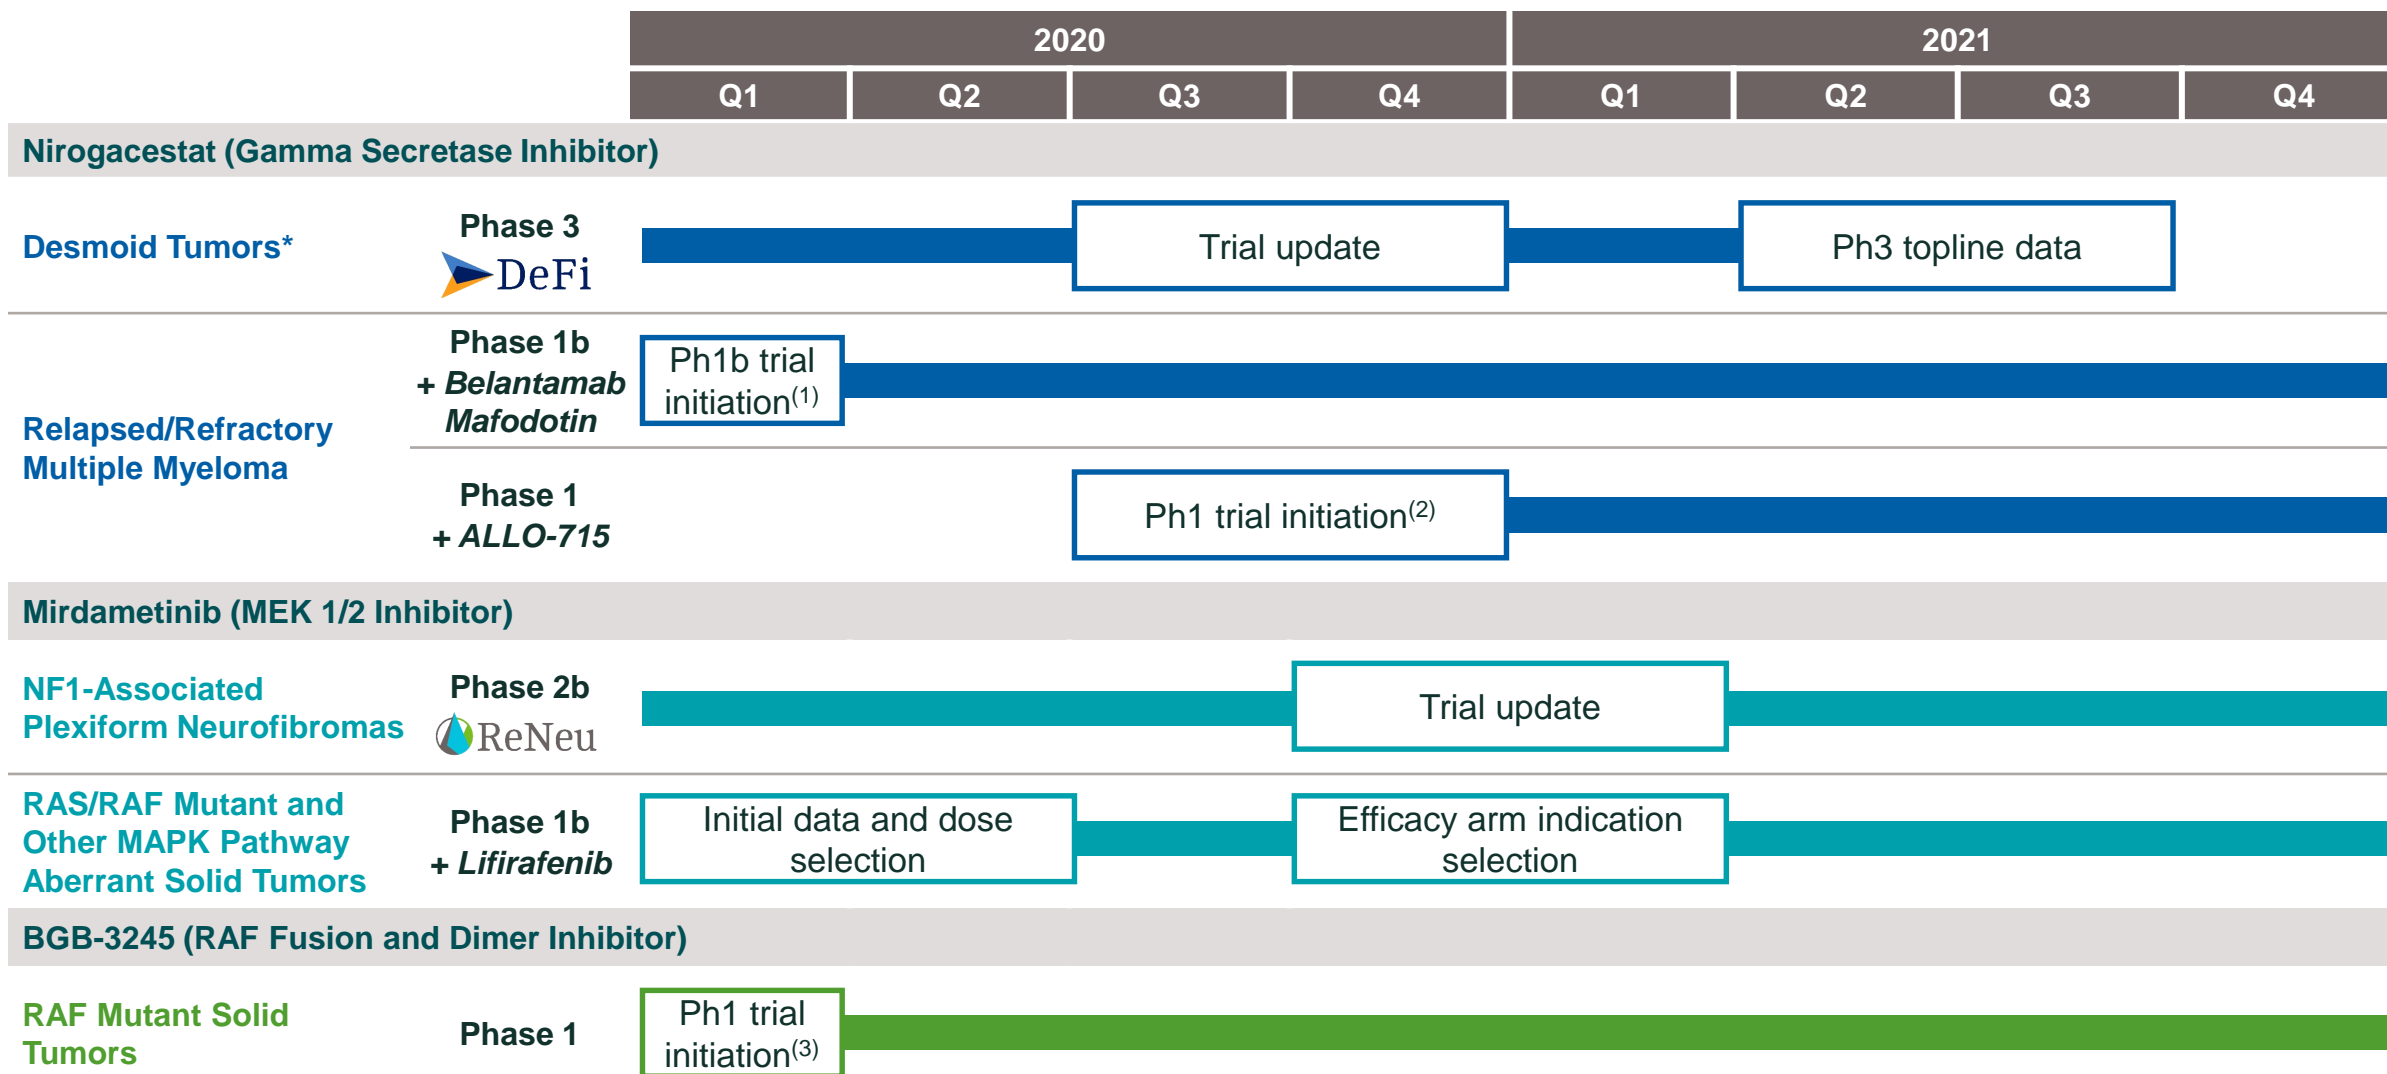 2020 2021
Q1 Q2 Q3 Q4 Q1 Q2 Q3 Q4
Nirogacestat (Gamma Secretase Inhibitor)
Desmoid Tumors*
Phase 3
DeFi
Trial update
Ph3 topline data
Relapsed/Refractory
Multiple Myeloma
Phase 1b
+ Belantamab
Mafodotin
Ph1b trial
initiation(1)
Phase 1
+ ALLO-715
Ph1 trial initiation(2)
Mirdametinib (MEK 1/2 Inhibitor)
NF1-Associated
Plexiform Neurofibromas
Phase 2b
ReNeu
Trial update
RAS/RAF Mutant and
Other MAPK Pathway
Aberrant Solid Tumors
Phase 1b
+ Lifirafenib
Initial data and dose
selection
Efficacy arm indication
selection
BGB-3245 (RAF Fusion and Dimer Inhibitor)
RAF Mutant Solid
Tumors
Phase 1
Ph1 trial
initiation(3)